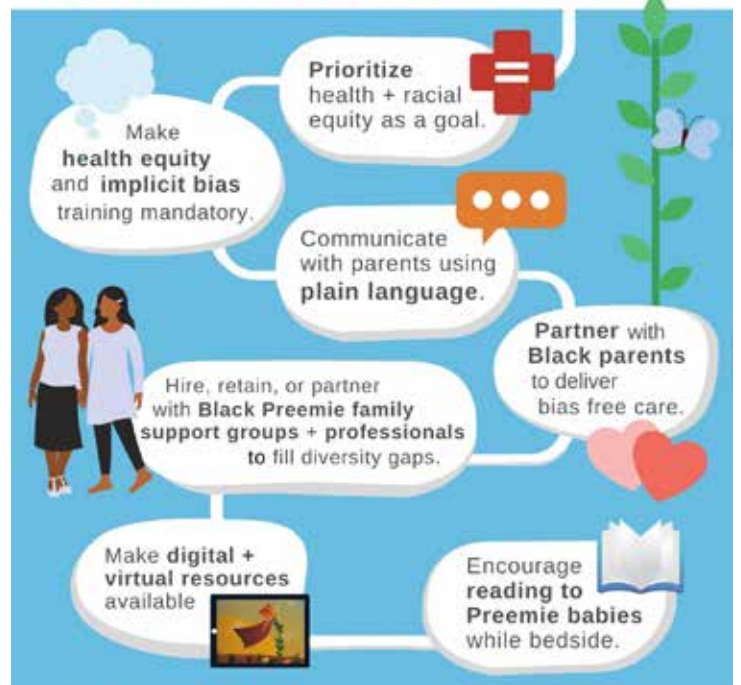 Prioritize
health + racial
equity as a goal.
Make
health equity
and implicit bias
training mandatory.
Communicate
with parents using
plain language.
Partner with
Black parents
to deliver
bias free care.
Hire, retain, or partner
with Black Preemie family
support groups + professionals
to fill diversity gaps.
Make digital +
virtual resources
available
Encourage
reading to
Preemie babies
while bedside.